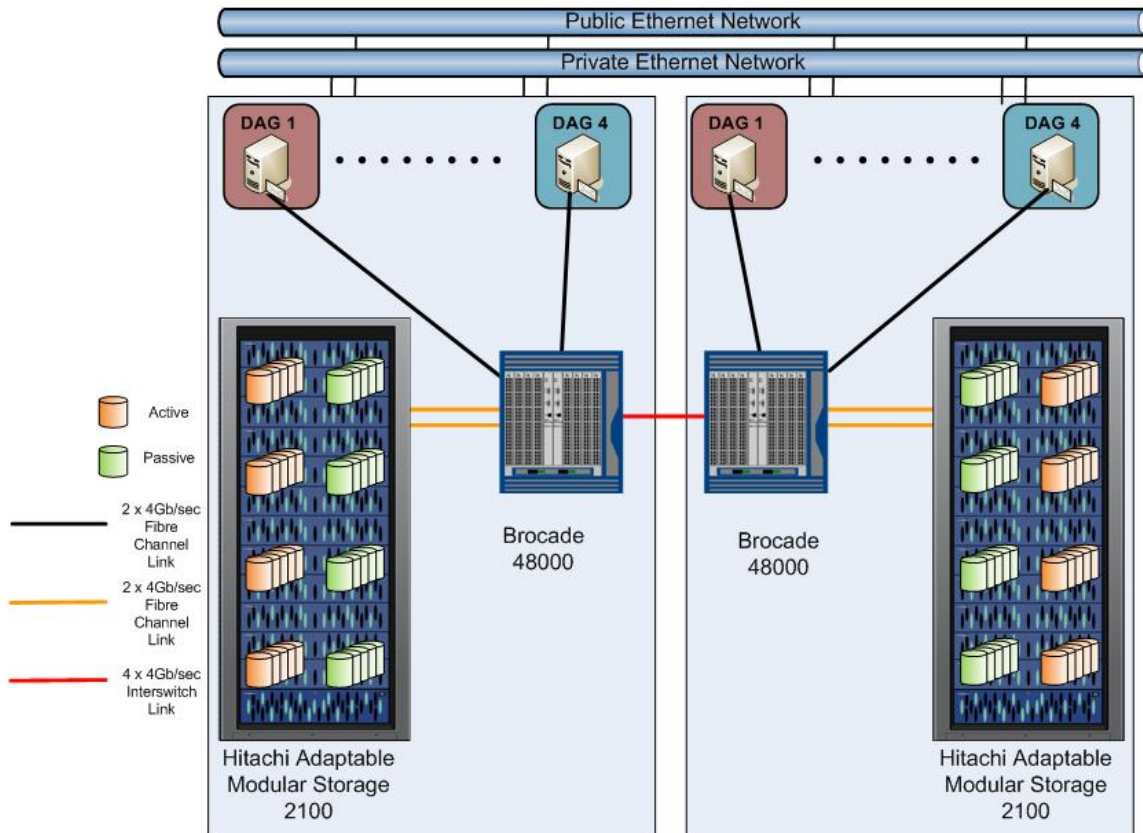 Public Ethernet Network
Private Ethernet Network
DAG 1
DAG 4
DAG 1
DAG 4
Active
Passive
2 x 4Gb/sec
Fibre
Channel
Link
2 x 4Gb/sec
Fibre
Channel
Link
4 x 4Gb/sec
Interswitch
Link
Brocade
48000
Brocade
48000
Hitachi Adaptable
Modular Storage
2100
Hitachi Adaptable
Modular Storage
2100